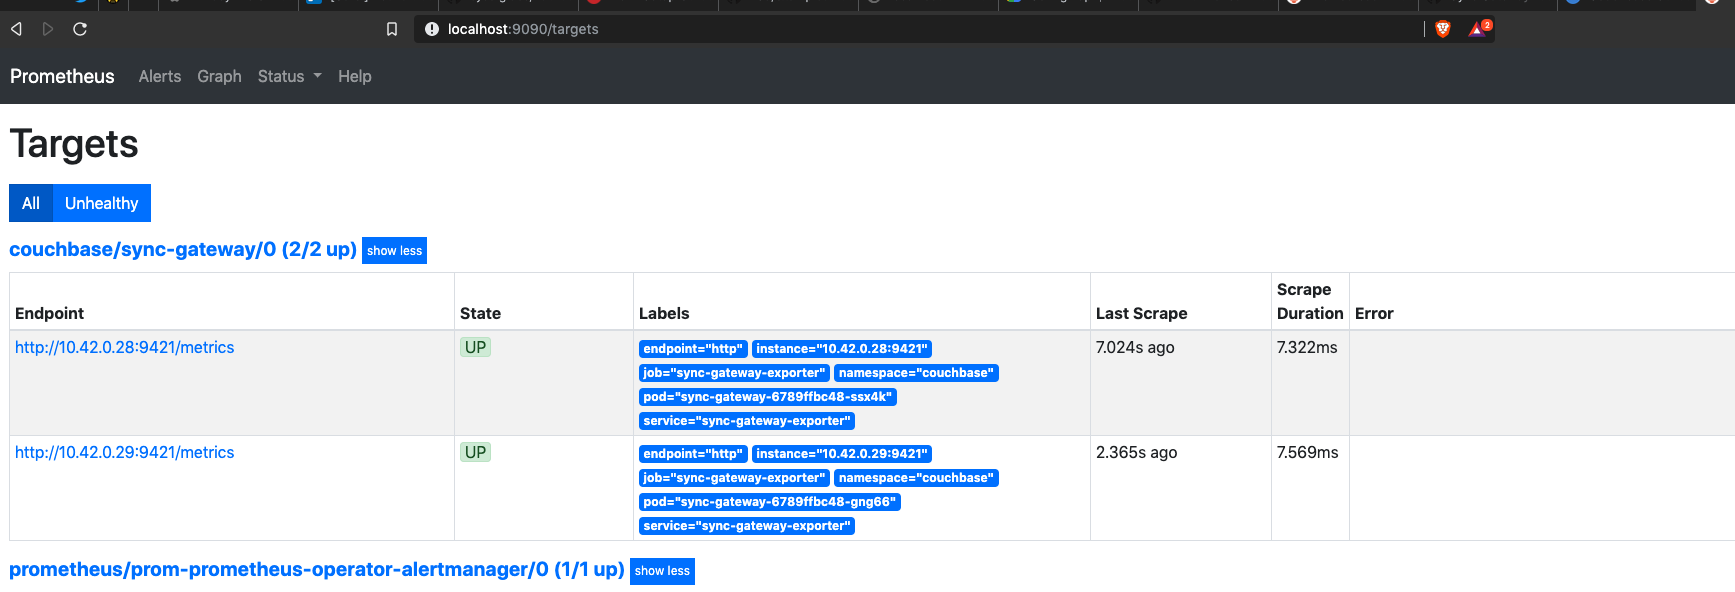 localhost:9090/targets
2
Prometheus Alerts Graph Status Help
Targets
All Unhealthy
couchbase/sync-gateway/0 (2/2 up) show less
Endpoint State Labels Last Scrape Scrape Duration Error
http://10.42.0.28:9421/metrics UP endpoint="http" instance="10.42.0.28:9421" 7.024s ago 7.322ms
job="sync-gateway-exporter" namespace="couchbase"
pod="sync-gateway-6789ffbc48-ssx4k"
service="sync-gateway-exporter"
http://10.42.0.29:9421/metrics UP endpoint="http" instance="10.42.0.29:9421" 2.365s ago 7.569ms
job="sync-gateway-exporter" namespace="couchbase"
pod="sync-gateway-6789ffbc48-gng66"
service="sync-gateway-exporter"
prometheus/prom-prometheus-operator-alertmanager/0 (1/1 up) show less